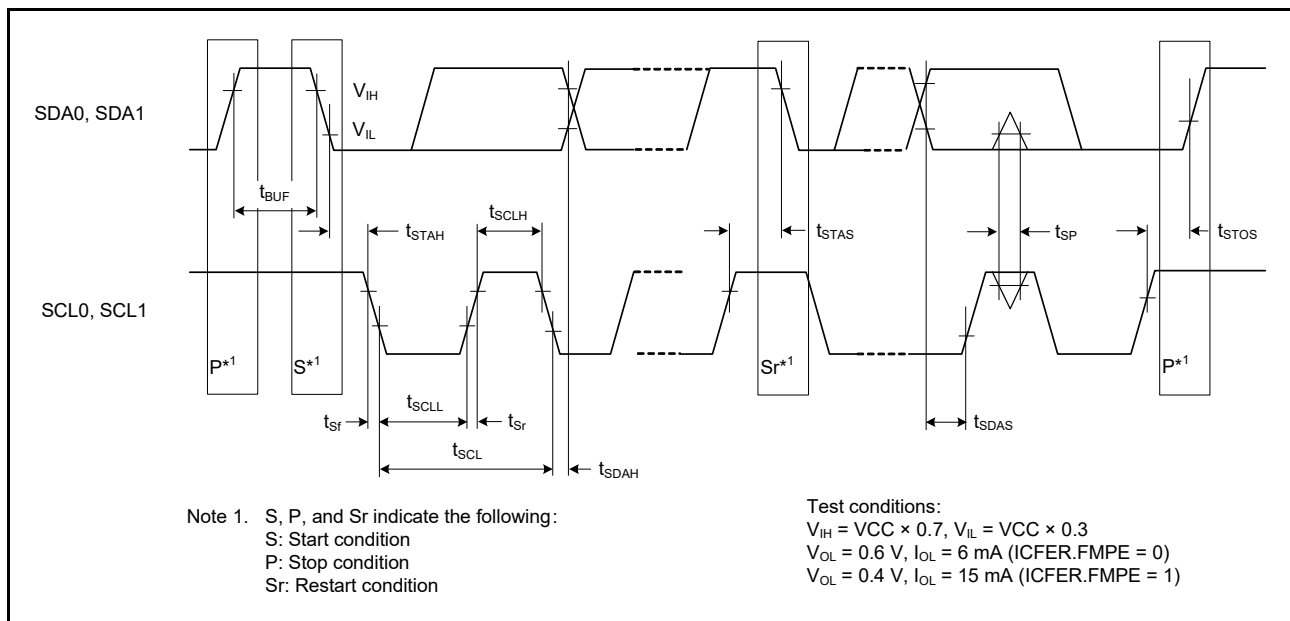 SDA0, SDA1
V_IH
V_IL
t_BUF
t_STAH
t_SCLH
t_STAS
t_SP
t_STOS
SCL0, SCL1
P*1
S*1
Sr*1
P*1
t_Sf
t_SCLL
t_Sr
t_SCL
t_SDAH
t_SDAS
Note 1. S, P, and Sr indicate the following:
S: Start condition
P: Stop condition
Sr: Restart condition
Test conditions:
V_IH = VCC × 0.7, V_IL = VCC × 0.3
V_OL = 0.6 V, I_OL = 6 mA (ICFER.FMPE = 0)
V_OL = 0.4 V, I_OL = 15 mA (ICFER.FMPE = 1)